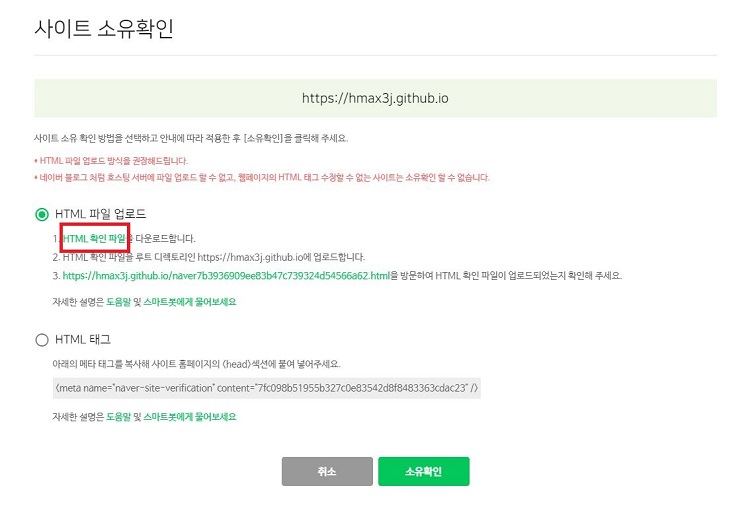 사이트 소유확인
https://hmax3j.github.io
사이트 소유 확인 방법을 선택하고 안내에 따라 적용한 후 [소유확인]을 클릭해 주세요.
* HTML 파일 업로드 방식을 권장해드립니다.
* 네이버 블로그 처럼 호스팅 서버에 파일 업로드 할 수 없고, 웹페이지의 HTML 태그 수정할 수 없는 사이트는 소유확인 할 수 없습니다.
HTML 파일 업로드
1. HTML 확인 파일을 다운로드합니다.
2. HTML 확인 파일을 루트 디렉토리인 https://hmax3j.github.io에 업로드합니다.
3. https://hmax3j.github.io/naver7b3936909ee83b47c739324d54566a62.html을 방문하여 HTML 확인 파일이 업로드되었는지 확인해 주세요.
자세한 설명은 도움말 및 스마트봇에게 물어보세요
HTML 태그
아래의 메타 태그를 복사해 사이트 홈페이지의 <head>섹션에 붙여 넣어주세요.
<meta name="naver-site-verification" content="7fc098b51955b327c0e83542d8f8483363cdac23" />
자세한 설명은 도움말 및 스마트봇에게 물어보세요
취소
소유확인